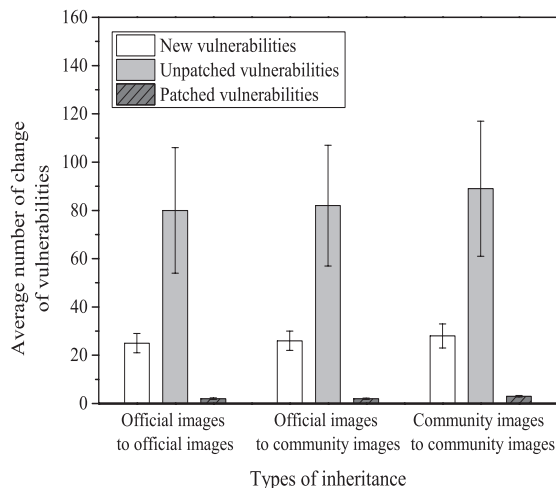 160
140
120
100
80
60
40
20
0
Average number of change
of vulnerabilities
New vulnerabilities
Unpatched vulnerabilities
Patched vulnerabilities
Official images
to official images
Official images
to community images
Community images
to community images
Types of inheritance